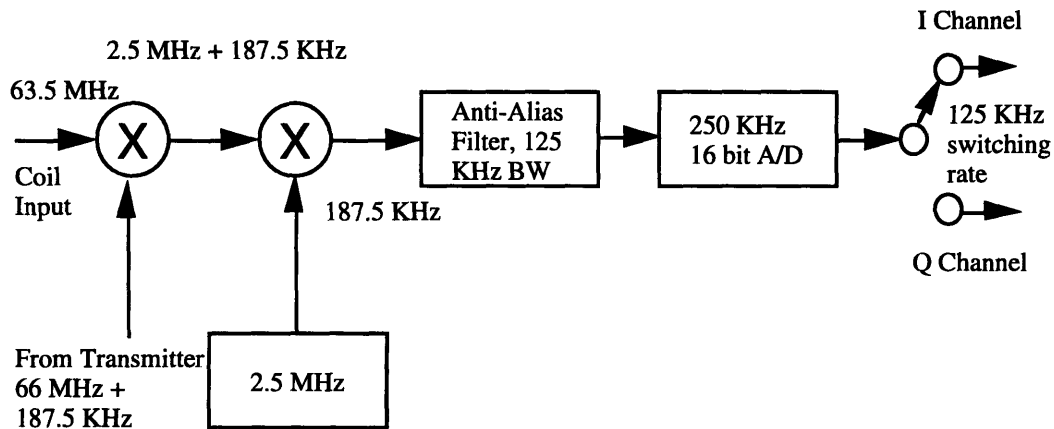 I Channel
2.5 MHz + 187.5 KHz
63.5 MHz
X
X
Anti-Alias
Filter, 125
KHz BW
250 KHz
16 bit A/D
125 KHz
switching
rate
Coil
Input
187.5 KHz
Q Channel
From Transmitter
66 MHz +
187.5 KHz
2.5 MHz